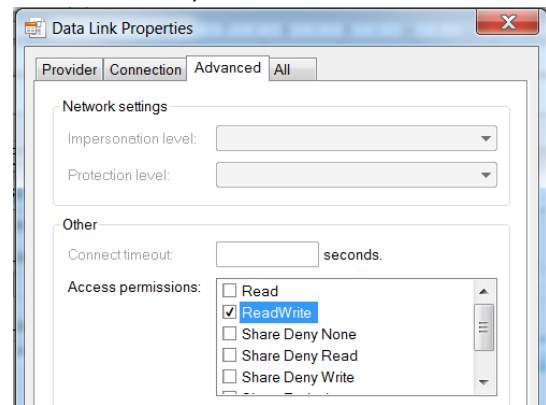 Data Link Properties
Provider Connection Advanced All
Network settings
Impersonation level:
Protection level:
Other
Connect timeout: seconds.
Access permissions: Read
ReadWrite
Share Deny None
Share Deny Read
Share Deny Write